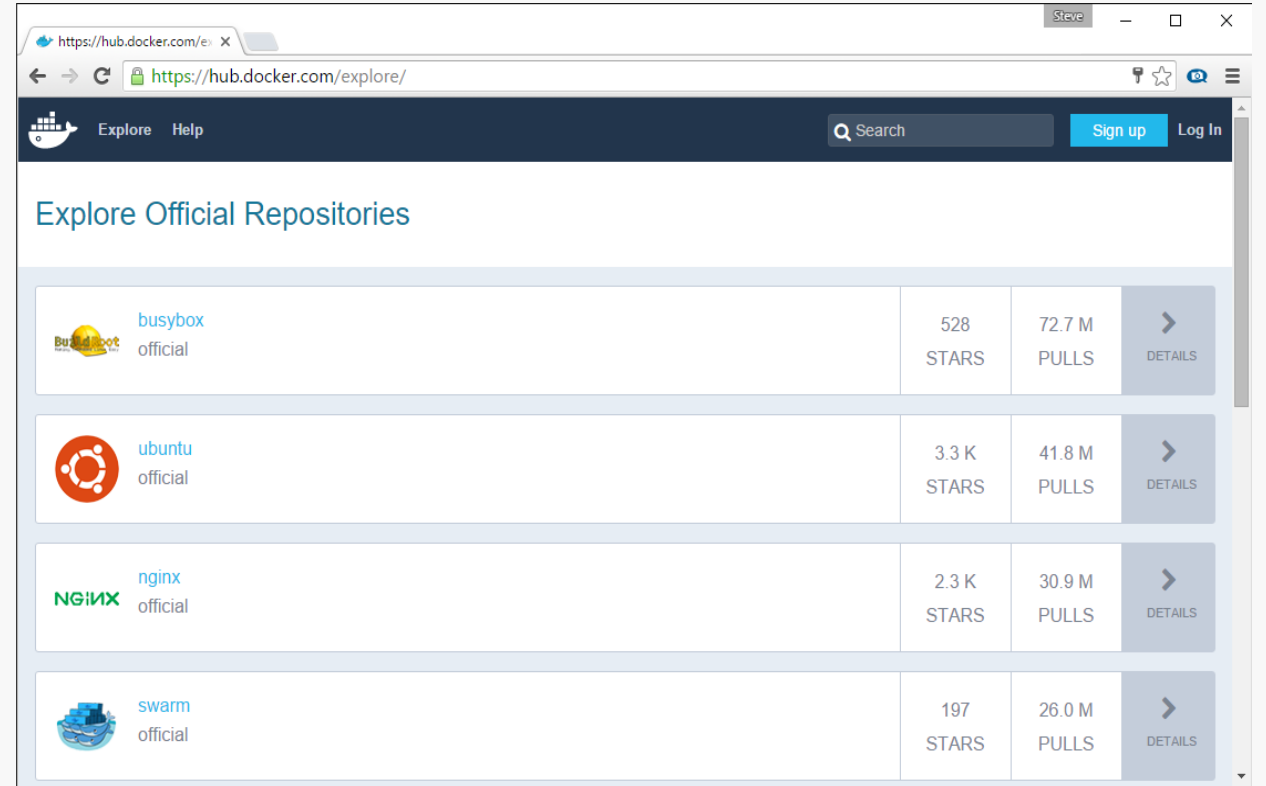 Steve
https://hub.docker.com/ex
https://hub.docker.com/explore/
Explore Help Search Sign up Log In
Explore Official Repositories
busybox
official
528
STARS
72.7 M
PULLS
DETAILS
ubuntu
official
3.3 K
STARS
41.8 M
PULLS
DETAILS
NGINX
nginx
official
2.3 K
STARS
30.9 M
PULLS
DETAILS
swarm
official
197
STARS
26.0 M
PULLS
DETAILS